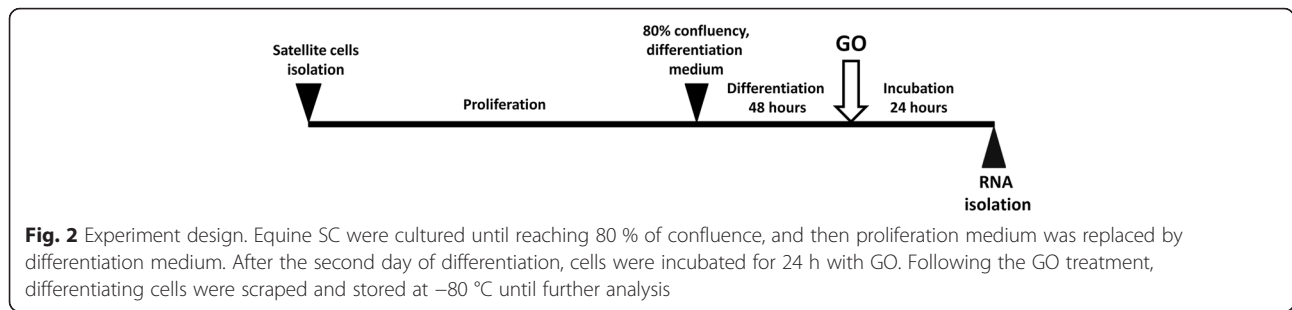 Satellite cells
isolation
Proliferation
80% confluency,
differentiation
medium
Differentiation
48 hours
GO
Incubation
24 hours
RNA
isolation
Fig. 2 Experiment design. Equine SC were cultured until reaching 80 % of confluence, and then proliferation medium was replaced by
differentiation medium. After the second day of differentiation, cells were incubated for 24 h with GO. Following the GO treatment,
differentiating cells were scraped and stored at −80 °C until further analysis